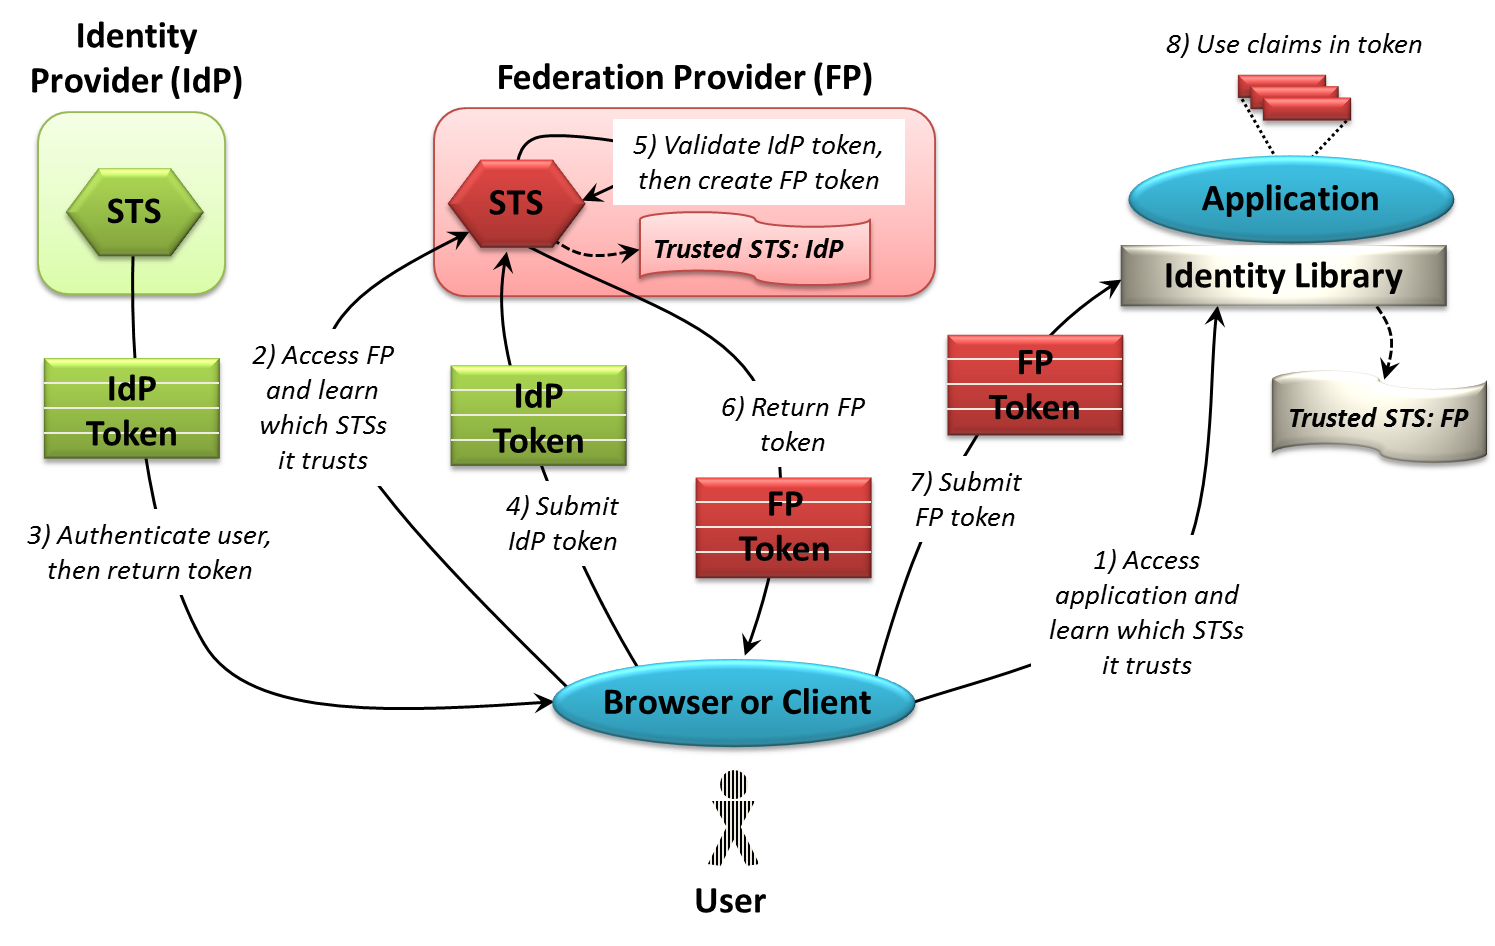 Identity
Provider (IdP)
STS
IdP
Token
3) Authenticate user,
then return token
2) Access FP
and learn
which STSs
it trusts
Federation Provider (FP)
STS
5) Validate IdP token,
then create FP token
Trusted STS: IdP
IdP
Token
4) Submit
IdP token
6) Return FP
token
FP
Token
8) Use claims in token
Application
Identity Library
Trusted STS: FP
FP
Token
7) Submit
FP token
1) Access
application and
learn which STSs
it trusts
Browser or Client
User